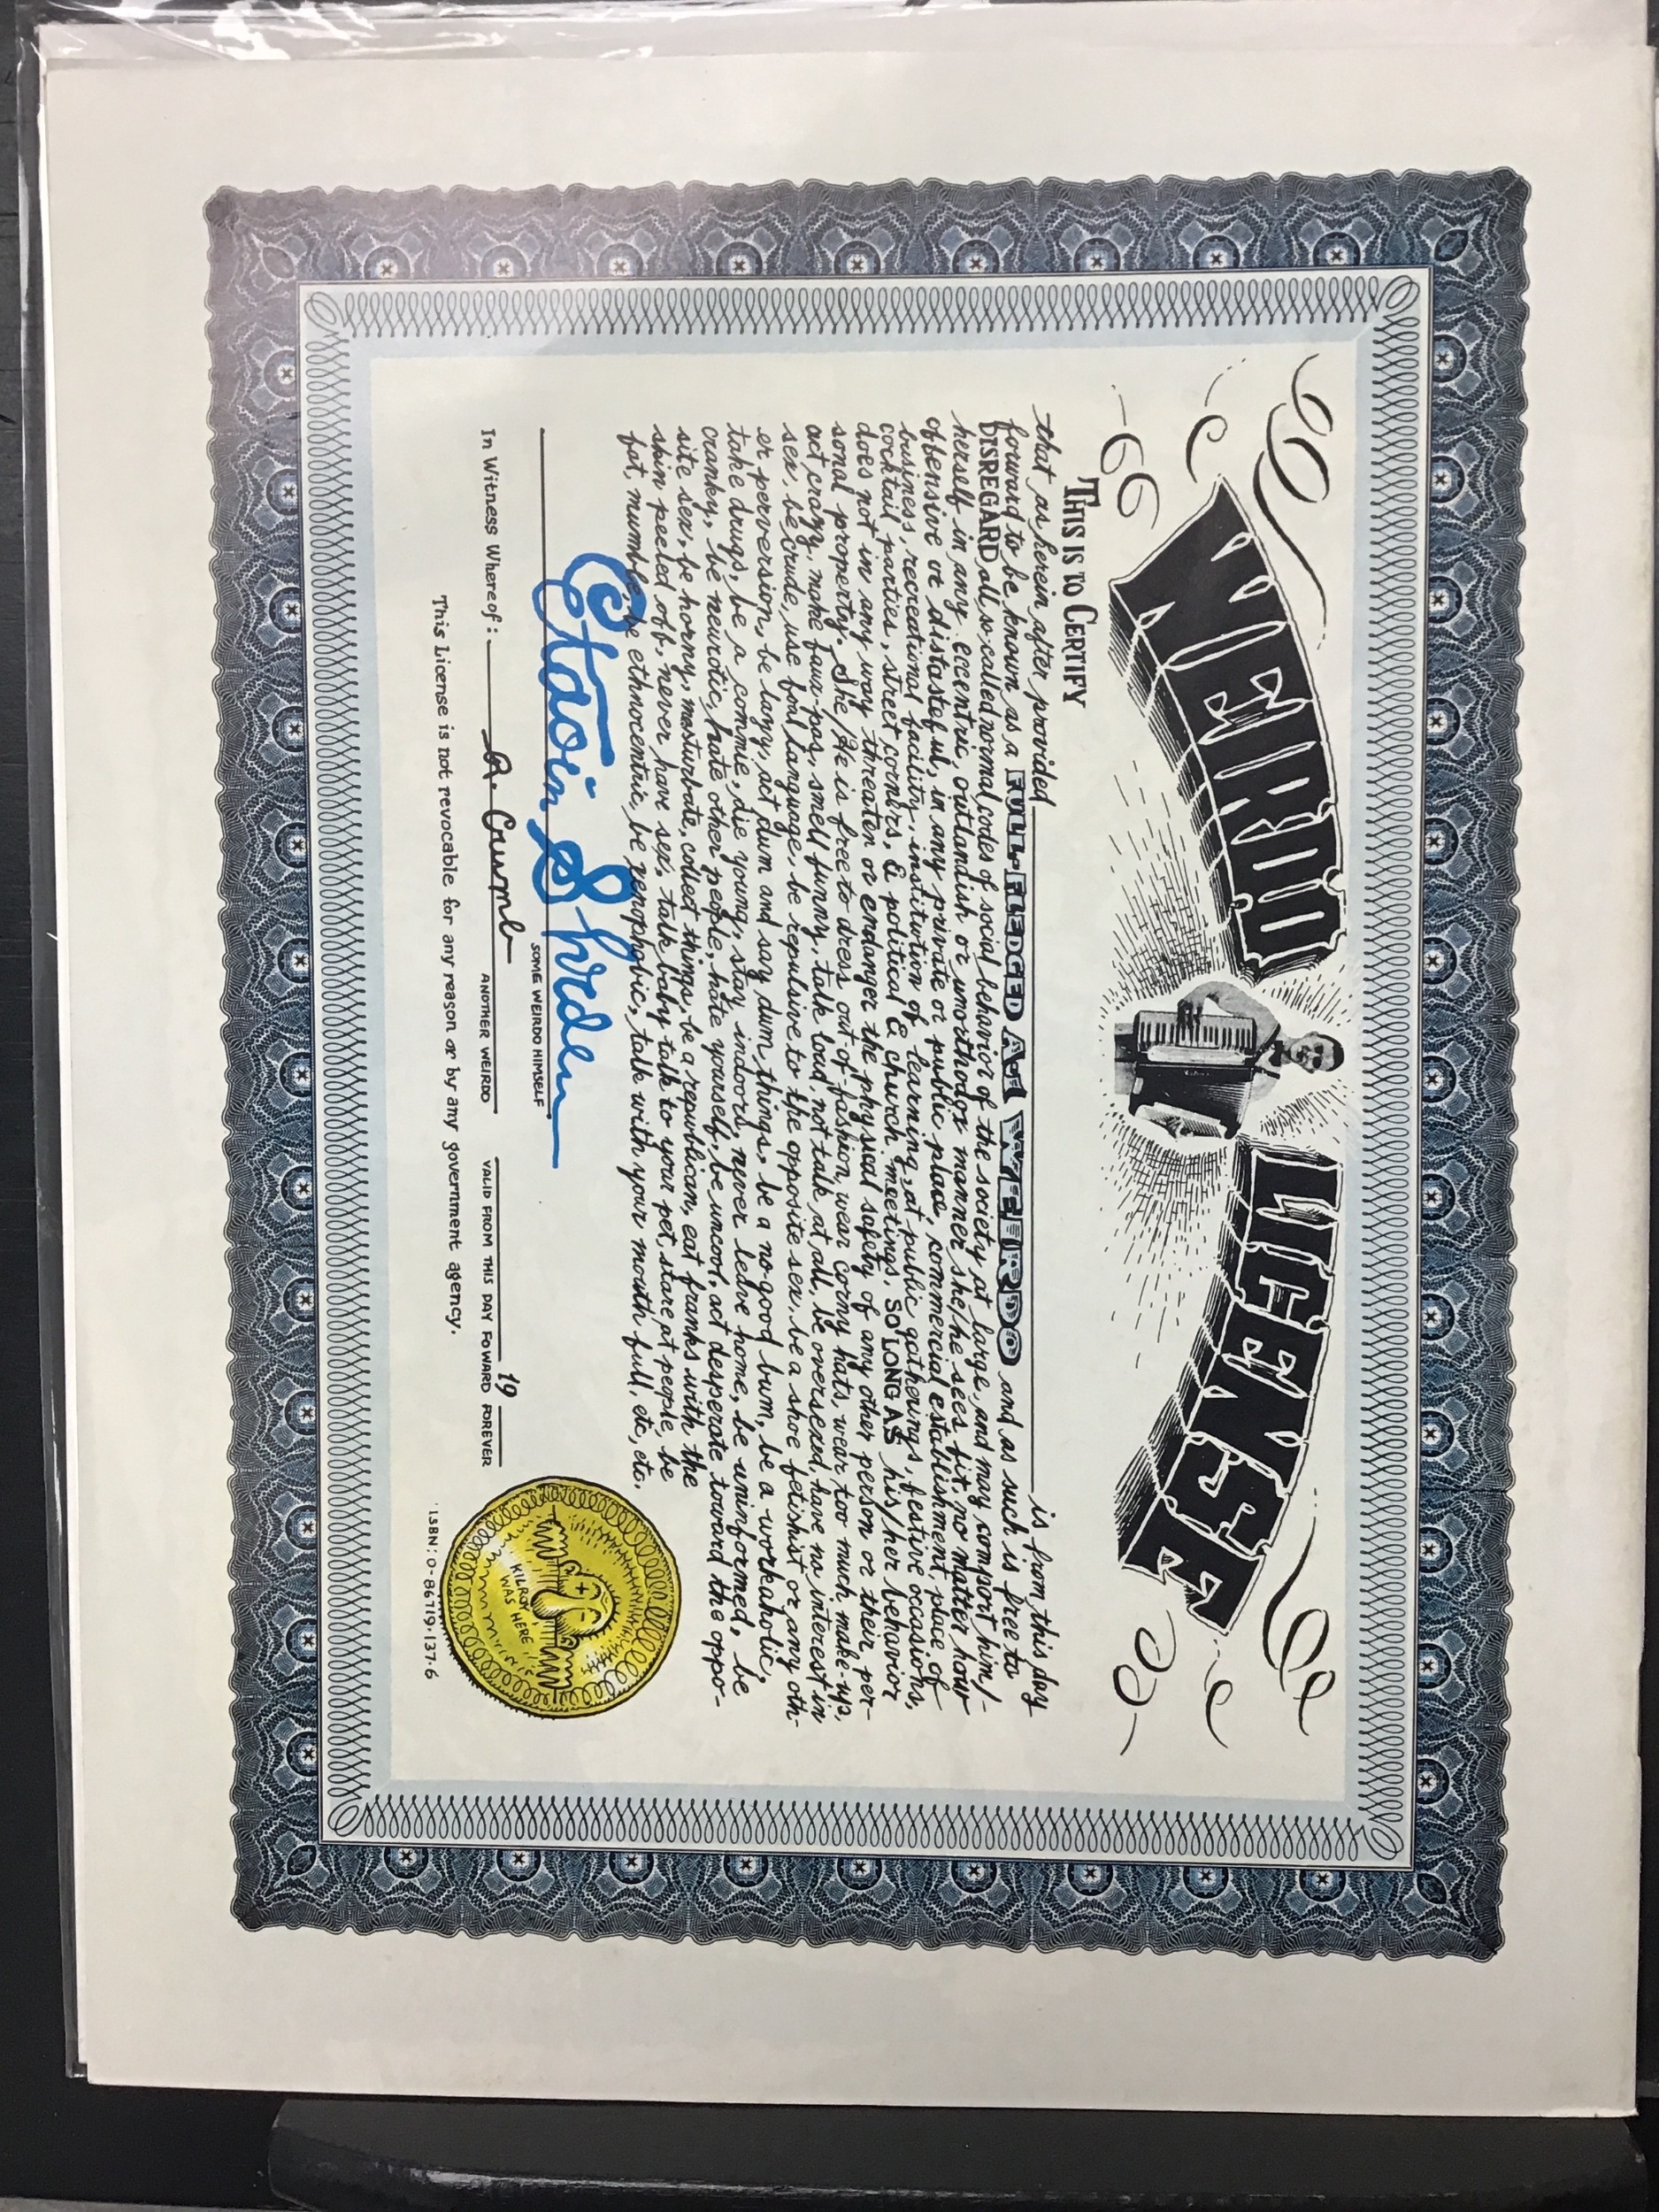 WEIRDO LICENSE
THIS IS TO CERTIFY
that as herein after provided is from this day
forward to be known as a FULL-FLEDGED A-1 WEIRDO and as such is free to
DISREGARD all so-called normal codes of social behavior of the society at large, and may comport him/-
herself in any eccentric, outlandish or unorthodox manner she/he sees fit, no matter how
offensive or distasteful, in any private or public place, commercial establishment, place of
business, recreational facility, institution of learning, at public gatherings, festive occasions,
cocktail parties, street corners, & political & church meetings, SO LONG AS his/her behavior
does not in any way threaten or endanger the physical safety of any other person or their per-
sonal property. She/He is free to dress out-of-fashion, wear corny hats, wear too much make-up,
act crazy, make faux-pas, smell funny, talk loud, not talk at all, be oversexed, have no interest in
sex, be crude, use foul language, be repulsive to the opposite sex, be a shoe fetishist or any oth-
er perversion, be lazy, act dum and say dum things, be a no-good bum, be a workaholic,
take drugs, be a commie, die young, stay indoors, never leave home, be uninformed, be
cranky, be neurotic, hate other people, hate yourself, be uncool, act desperate toward the oppo-
site sex, be horny, masturbate, collect things, be a republican, eat franks with the
skin peeled off, never have sex, talk baby talk to your pet, stare at people, be
fat, mumble, be ethnocentric, be xenophobic, talk with your mouth full, etc, etc.
Etaoin Shrdlu
SOME WEIRDO HIMSELF
In Witness Whereof: R. Crumb 19
ANOTHER WEIRDO VALID FROM THIS DAY FOWARD FOREVER
This License is not revocable for any reason or by any government agency.
KILROY
WAS HERE
ISBN: 0-86719-137-6